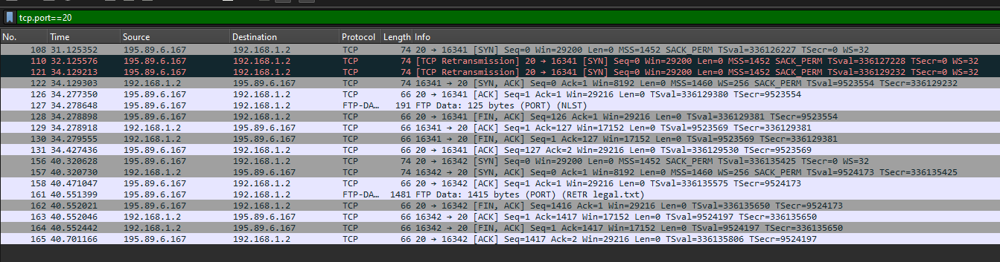 tcp.port==20
No. Time Source Destination Protocol Length Info
108 31.125352 195.89.6.167 192.168.1.2 TCP 74 20 → 16341 [SYN] Seq=0 Win=29200 Len=0 MSS=1452 SACK_PERM TSval=336126227 TSecr=0 WS=32
110 32.125576 195.89.6.167 192.168.1.2 TCP 74 [TCP Retransmission] 20 → 16341 [SYN] Seq=0 Win=29200 Len=0 MSS=1452 SACK_PERM TSval=336127228 TSecr=0 WS=32
121 34.129213 195.89.6.167 192.168.1.2 TCP 74 [TCP Retransmission] 20 → 16341 [SYN] Seq=0 Win=29200 Len=0 MSS=1452 SACK_PERM TSval=336129232 TSecr=0 WS=32
122 34.129303 192.168.1.2 195.89.6.167 TCP 74 16341 → 20 [SYN, ACK] Seq=0 Ack=1 Win=8192 Len=0 MSS=1460 WS=256 SACK_PERM TSval=9523554 TSecr=336129232
126 34.277350 195.89.6.167 192.168.1.2 TCP 66 20 → 16341 [ACK] Seq=1 Ack=1 Win=29216 Len=0 TSval=336129380 TSecr=9523554
127 34.278648 195.89.6.167 192.168.1.2 FTP-DA… 191 FTP Data: 125 bytes (PORT) (NLST)
128 34.278898 195.89.6.167 192.168.1.2 TCP 66 20 → 16341 [FIN, ACK] Seq=126 Ack=1 Win=29216 Len=0 TSval=336129381 TSecr=9523554
129 34.278918 192.168.1.2 195.89.6.167 TCP 66 16341 → 20 [ACK] Seq=1 Ack=127 Win=17152 Len=0 TSval=9523569 TSecr=336129381
130 34.279555 192.168.1.2 195.89.6.167 TCP 66 16341 → 20 [FIN, ACK] Seq=1 Ack=127 Win=17152 Len=0 TSval=9523569 TSecr=336129381
131 34.427436 195.89.6.167 192.168.1.2 TCP 66 20 → 16341 [ACK] Seq=127 Ack=2 Win=29216 Len=0 TSval=336129530 TSecr=9523569
156 40.320628 195.89.6.167 192.168.1.2 TCP 74 20 → 16342 [SYN] Seq=0 Win=29200 Len=0 MSS=1452 SACK_PERM TSval=336135425 TSecr=0 WS=32
157 40.320730 192.168.1.2 195.89.6.167 TCP 74 16342 → 20 [SYN, ACK] Seq=0 Ack=1 Win=8192 Len=0 MSS=1460 WS=256 SACK_PERM TSval=9524173 TSecr=336135425
158 40.471047 195.89.6.167 192.168.1.2 TCP 66 20 → 16342 [ACK] Seq=1 Ack=1 Win=29216 Len=0 TSval=336135575 TSecr=9524173
161 40.551399 195.89.6.167 192.168.1.2 FTP-DA… 1481 FTP Data: 1415 bytes (PORT) (RETR legal.txt)
162 40.552021 195.89.6.167 192.168.1.2 TCP 66 20 → 16342 [FIN, ACK] Seq=1416 Ack=1 Win=29216 Len=0 TSval=336135650 TSecr=9524173
163 40.552046 192.168.1.2 195.89.6.167 TCP 66 16342 → 20 [ACK] Seq=1 Ack=1417 Win=17152 Len=0 TSval=9524197 TSecr=336135650
164 40.552442 192.168.1.2 195.89.6.167 TCP 66 16342 → 20 [FIN, ACK] Seq=1 Ack=1417 Win=17152 Len=0 TSval=9524197 TSecr=336135650
165 40.701166 195.89.6.167 192.168.1.2 TCP 66 20 → 16342 [ACK] Seq=1417 Ack=2 Win=29216 Len=0 TSval=336135806 TSecr=9524197